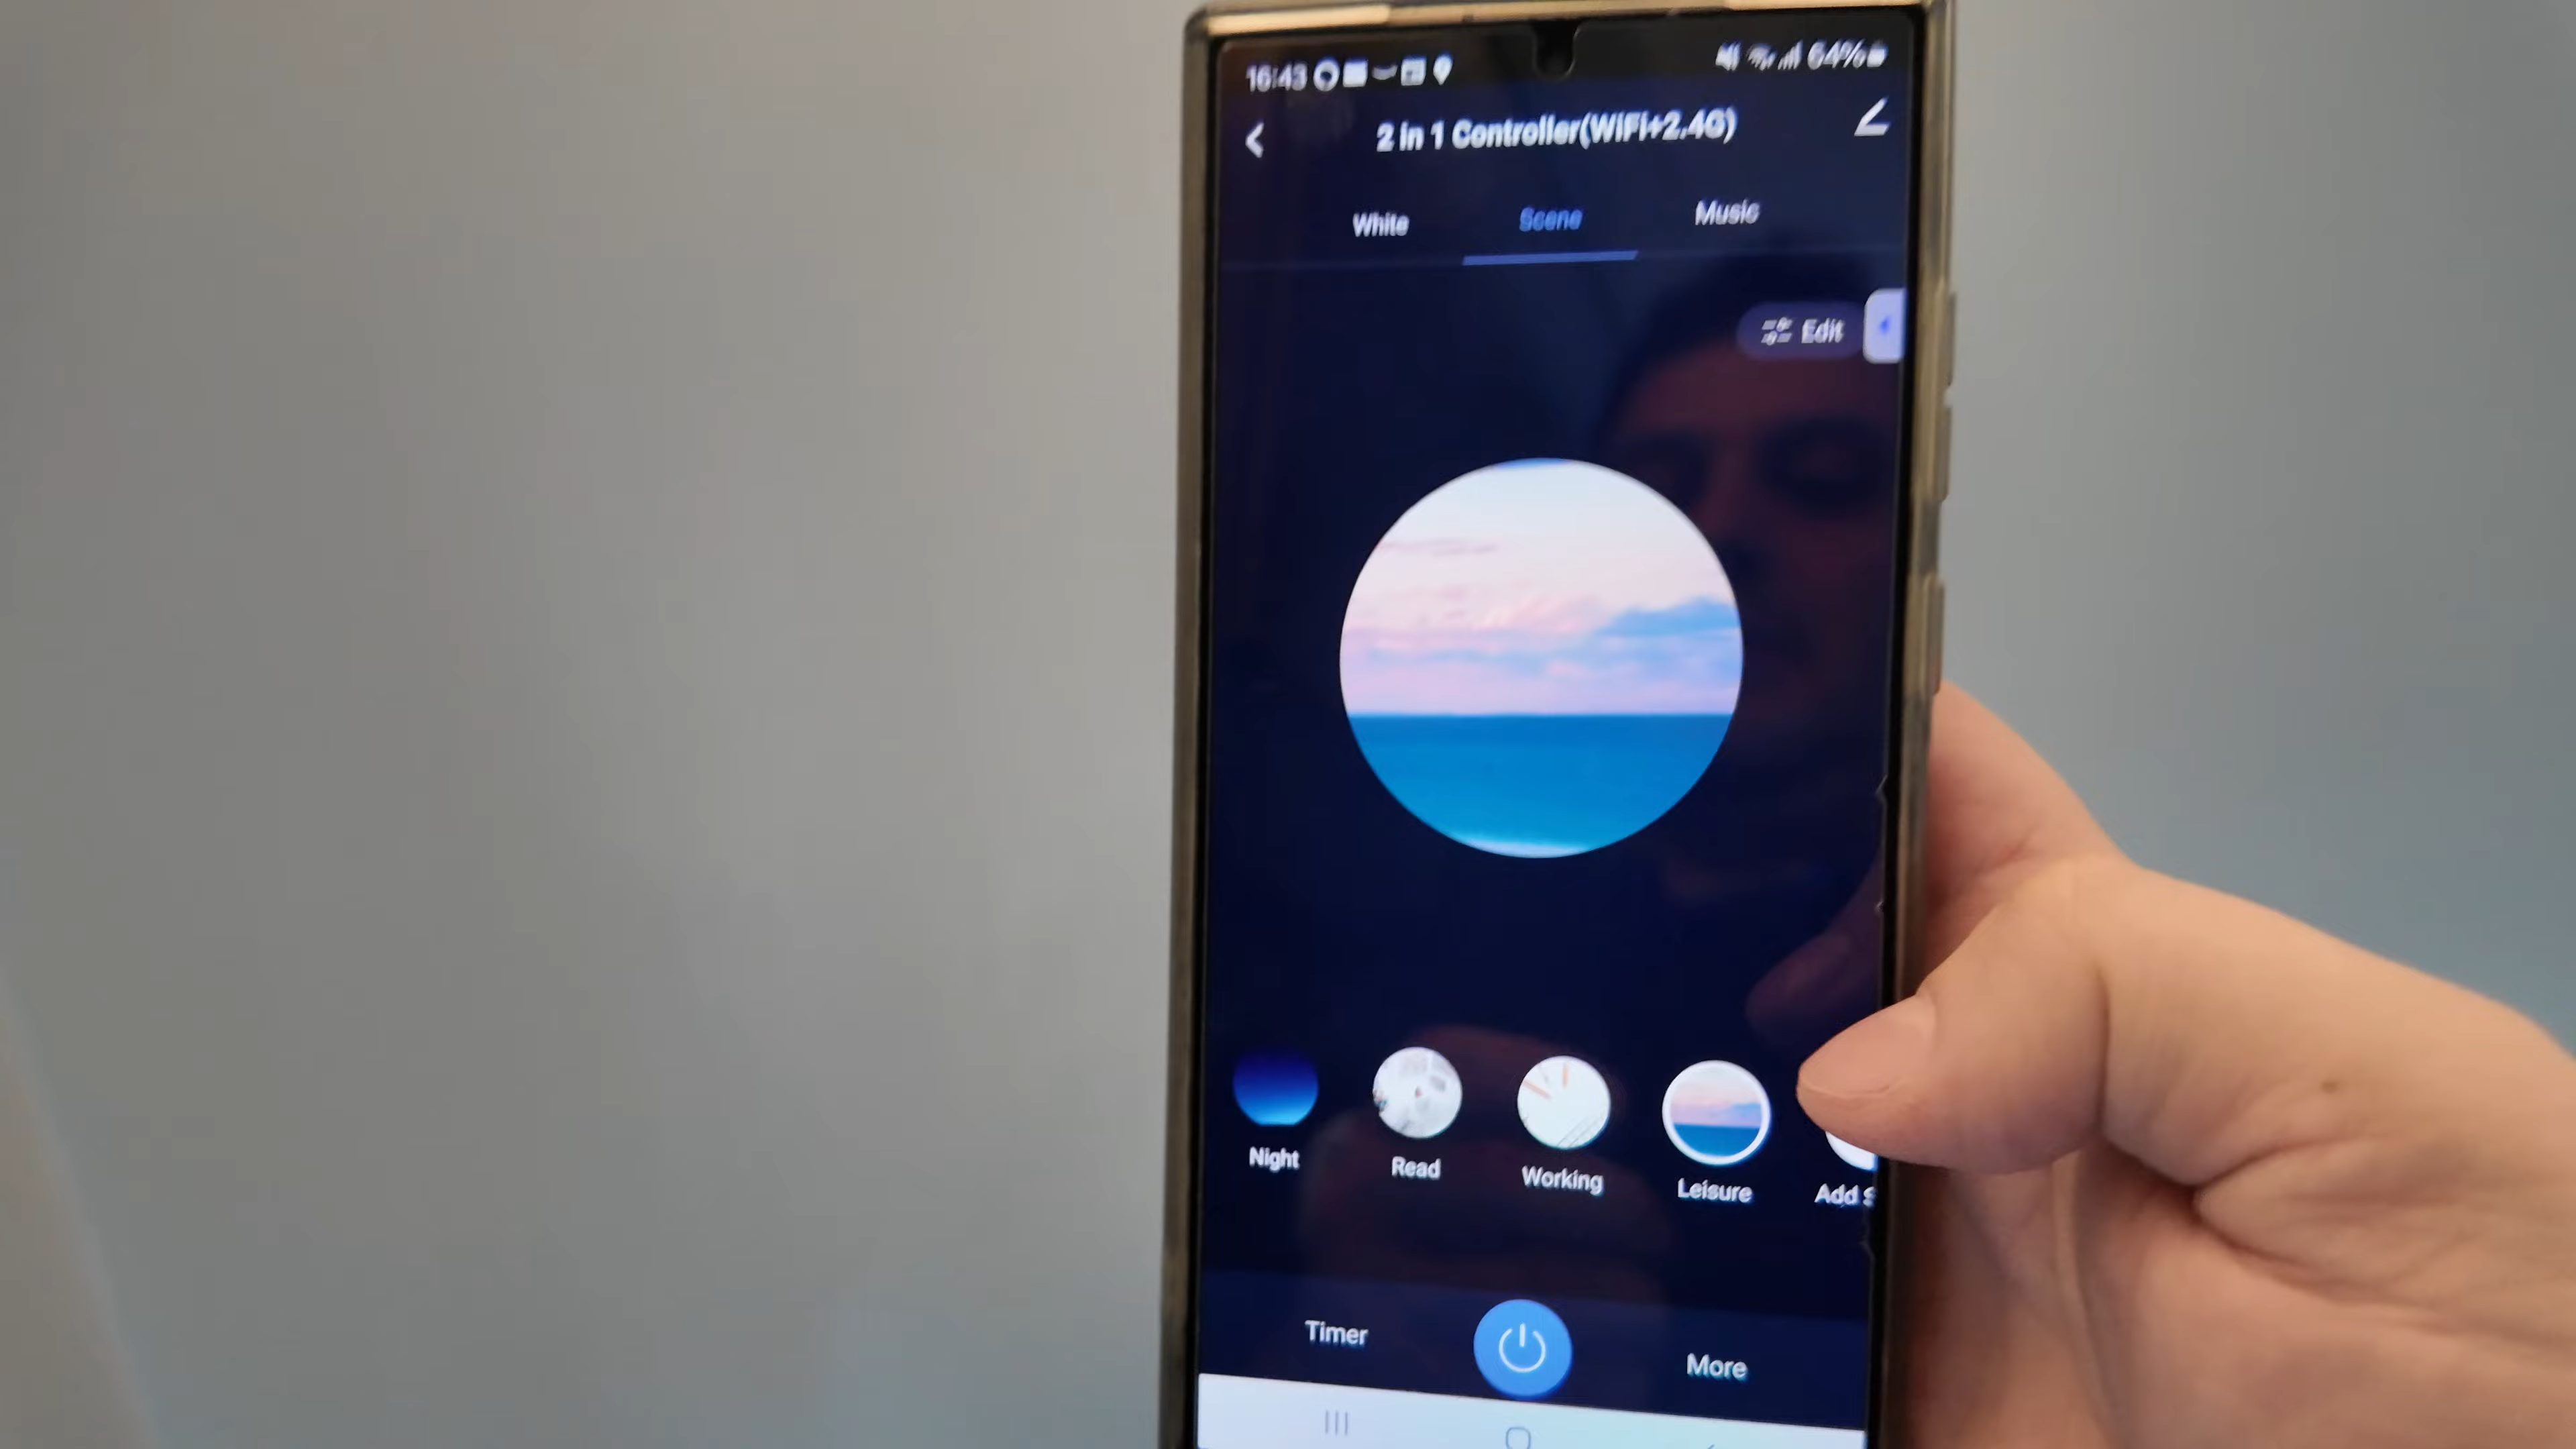 16:43 64%
2 in 1 Controller(WiFi+2.4G)
White Scene Music
Edit
Night Read Working Leisure Add S
Timer More